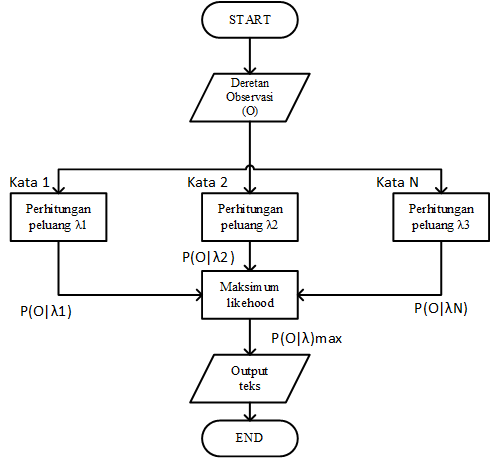 START
Deretan
Observasi
(O)
Kata 1
Kata 2
Kata N
Perhitungan
peluang λ1
Perhitungan
peluang λ2
Perhitungan
peluang λ3
P(O|λ2)
Maksimum
likehood
P(O|λ1)
P(O|λN)
P(O|λ)max
Output
teks
END